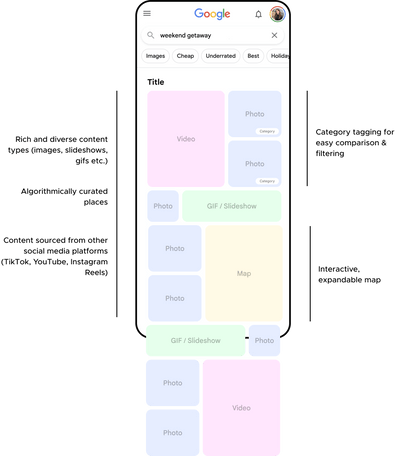 Google
weekend getaway
Images
Cheap
Underrated
Best
Holiday
Title
Video
Photo
Category
Photo
Category
Photo
GIF / Slideshow
Photo
Photo
Map
GIF / Slideshow
Photo
Photo
Photo
Video
Rich and diverse content
types (images, slideshows,
gifs etc.)
Algorithmically curated
places
Content sourced from other
social media platforms
(TikTok, YouTube, Instagram
Reels)
Category tagging for
easy comparison &
filtering
Interactive,
expandable map